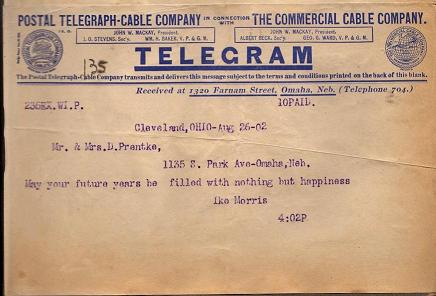 POSTAL TELEGRAPH-CABLE COMPANY IN CONNECTION WITH THE COMMERCIAL CABLE COMPANY.
JOHN W. MACKAY, President. JOHN W. MACKAY, President.
J. O. STEVENS, Sec'y. WM. H. BAKER, V. P. & G. M. ALBERT BECK, Sec'y. GEO. G. WARD, V. P. & G. M.
TELEGRAM
135
The Postal Telegraph-Cable Company transmits and delivers this message subject to the terms and conditions printed on the back of this blank.
Received at 1320 Farnam Street, Omaha, Neb. (Telephone 704.)
236EX.WI.P. 10PAID.
Cleveland,OHIO-Aug 26-02
Mr. & Mrs.D.Prentke,
1135 S. Park Ave-Omaha,Neb.
May your future years be filled with nothing but happiness
Ike Morris
4:02P